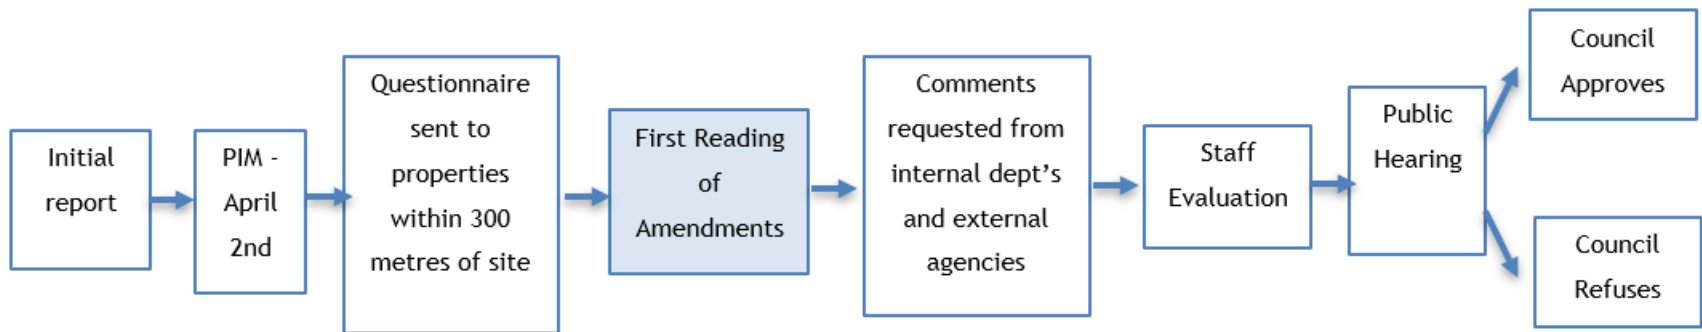 Initial
report
PIM -
April
2nd
Questionnaire
sent to
properties
within 300
metres of site
First Reading
of
Amendments
Comments
requested from
internal dept’s
and external
agencies
Staff
Evaluation
Public
Hearing
Council
Approves
Council
Refuses